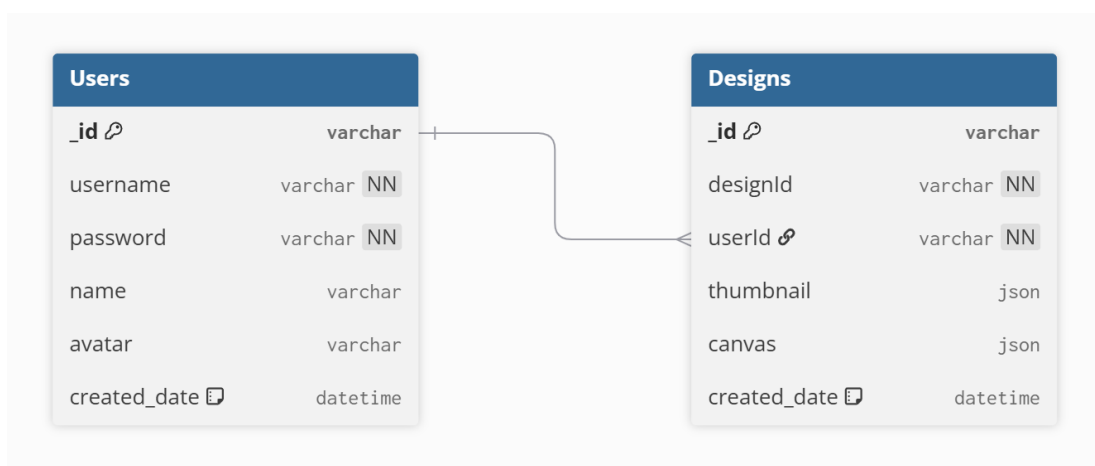 Users
_id varchar
username varchar NN
password varchar NN
name varchar
avatar varchar
created_date datetime
Designs
_id varchar
designId varchar NN
userId varchar NN
thumbnail json
canvas json
created_date datetime